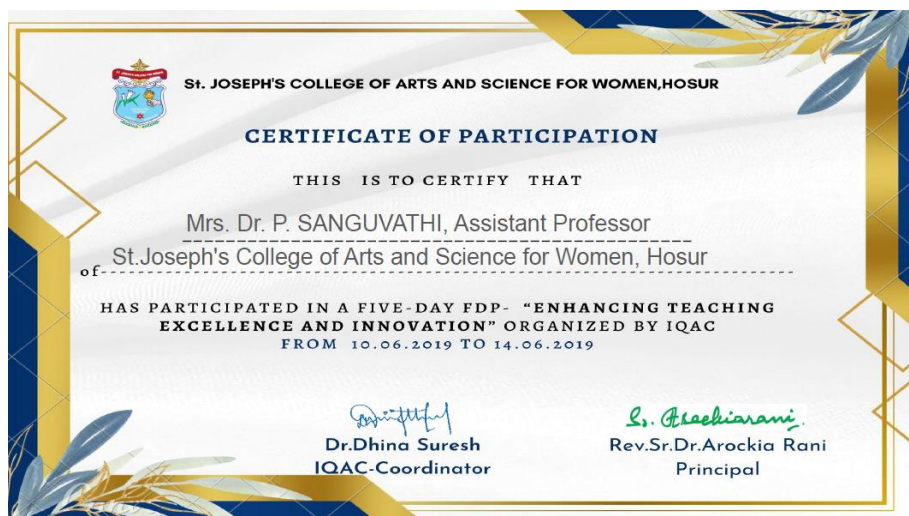 St. JOSEPH'S COLLEGE OF ARTS AND SCIENCE FOR WOMEN,HOSUR
CERTIFICATE OF PARTICIPATION
THIS IS TO CERTIFY THAT
Mrs. Dr. P. SANGUVATHI, Assistant Professor
of St.Joseph's College of Arts and Science for Women, Hosur
HAS PARTICIPATED IN A FIVE-DAY FDP- “ENHANCING TEACHING
EXCELLENCE AND INNOVATION” ORGANIZED BY IQAC
FROM 10.06.2019 TO 14.06.2019
Dr.Dhina Suresh
IQAC-Coordinator
S. Arockiarani
Rev.Sr.Dr.Arockia Rani
Principal